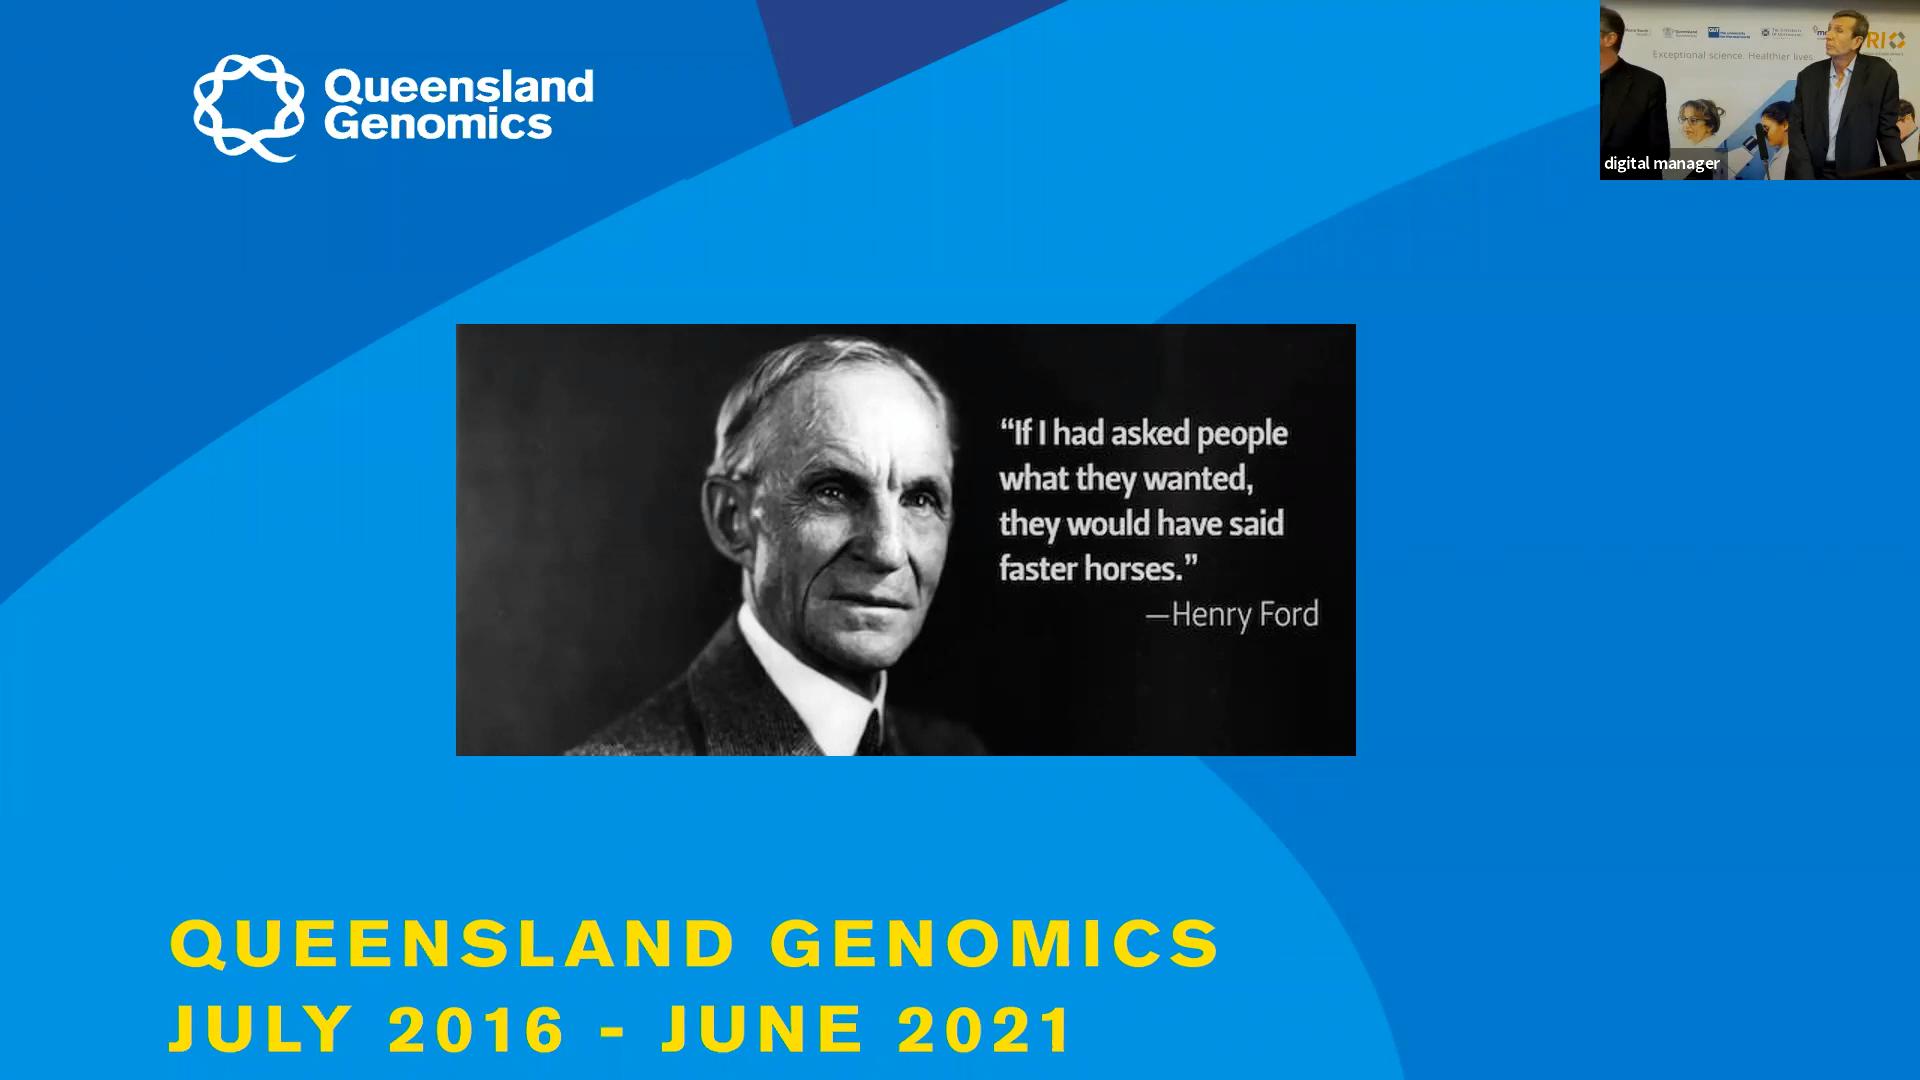 Queensland
Genomics
Exceptional science. Healthier lives
RI
digital manager
“If I had asked people
what they wanted,
they would have said
faster horses.”
—Henry Ford
QUEENSLAND GENOMICS
JULY 2016 - JUNE 2021